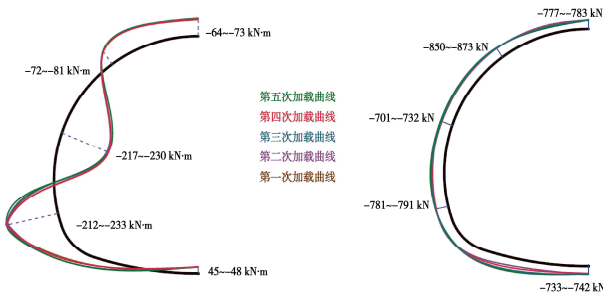 -64~-73 kN·m
-72~-81 kN·m
-217~-230 kN·m
-212~-233 kN·m
45~-48 kN·m
第五次加载曲线
第四次加载曲线
第三次加载曲线
第二次加载曲线
第一次加载曲线
-777~-783 kN
-850~-873 kN
-701~-732 kN
-781~-791 kN
-733~-742 kN